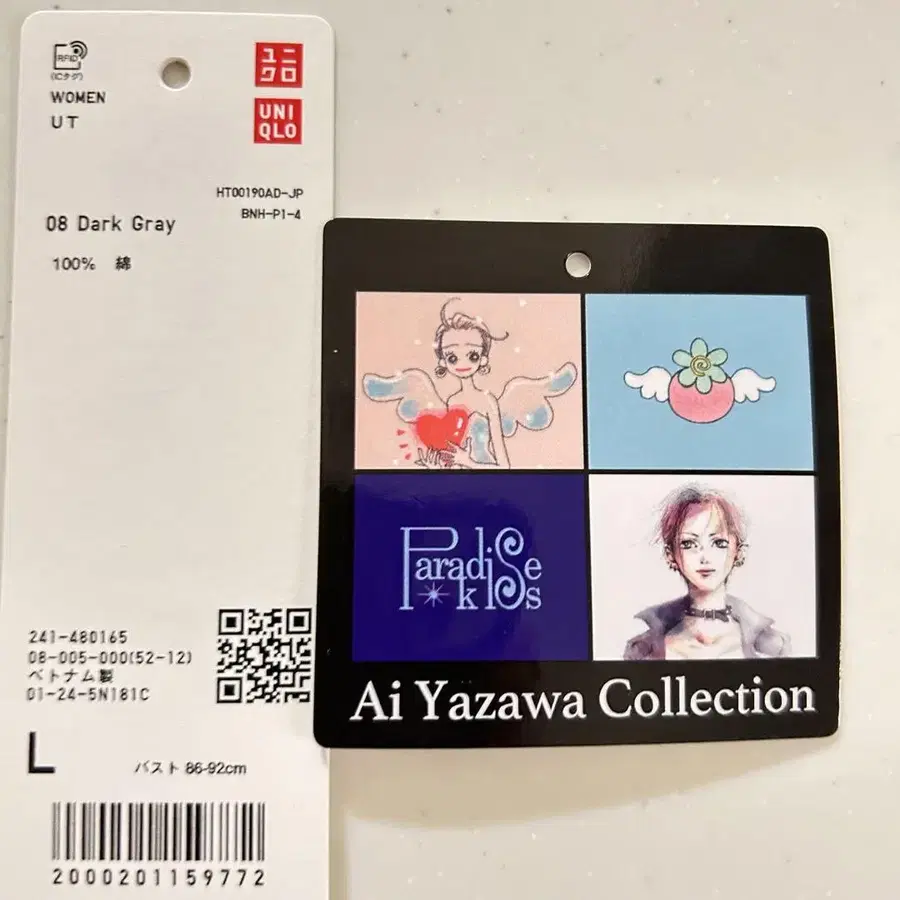 RFID
(ICタグ)
WOMEN
UT
ユニ
クロ
UNI
QLO
HT00190AD-JP
BNH-P1-4
08 Dark Gray
100% 綿
241-480165
08-005-000(52-12)
ベトナム製
01-24-5N181C
L
バスト 86-92cm
2000201159772
ParadiSe
kiSs
Ai Yazawa Collection